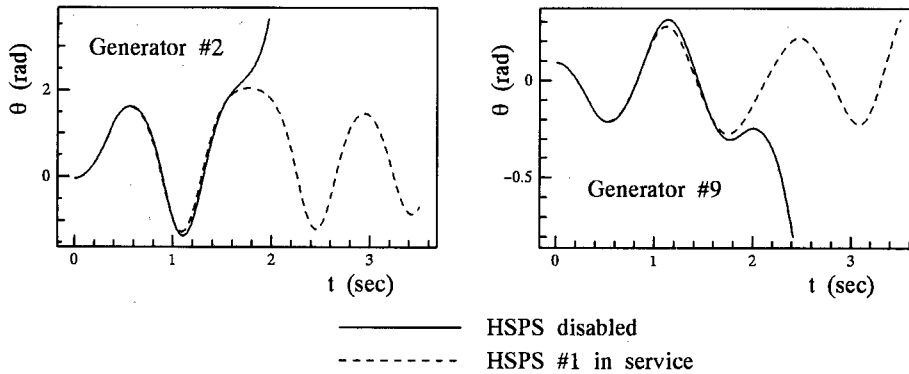 Generator #2
θ (rad)
2
0
0
1
2
3
t (sec)
Generator #9
θ (rad)
0
-0.5
0
1
2
3
t (sec)
HSPS disabled
HSPS #1 in service